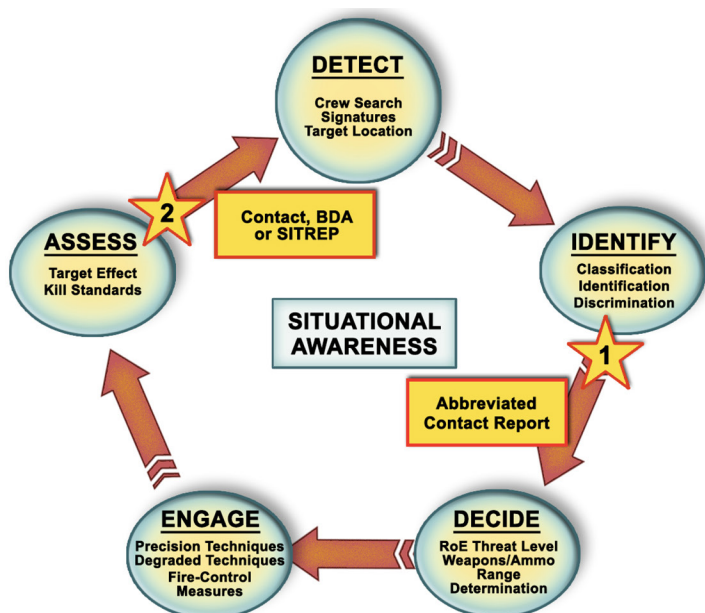 DETECT
Crew Search
Signatures
Target Location
2
Contact, BDA
or SITREP
ASSESS
Target Effect
Kill Standards
IDENTIFY
Classification
Identification
Discrimination
SITUATIONAL
AWARENESS
1
Abbreviated
Contact Report
ENGAGE
Precision Techniques
Degraded Techniques
Fire-Control
Measures
DECIDE
RoE Threat Level
Weapons/Ammo
Range
Determination